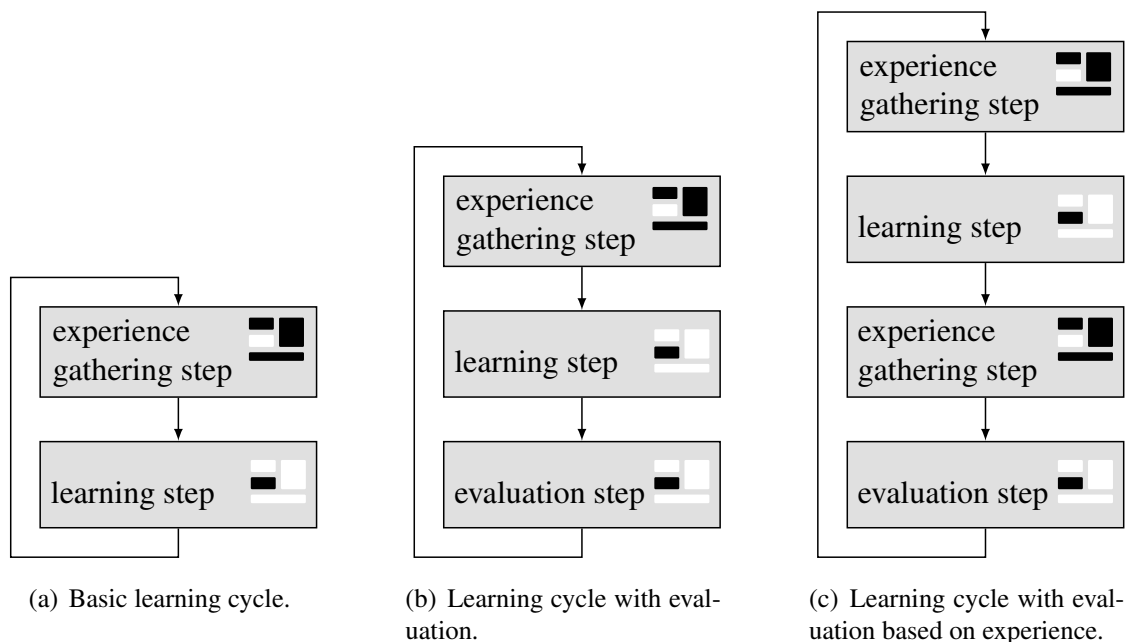 experience
gathering step
learning step
(a) Basic learning cycle.
experience
gathering step
learning step
evaluation step
(b) Learning cycle with eval-
uation.
experience
gathering step
learning step
experience
gathering step
evaluation step
(c) Learning cycle with eval-
uation based on experience.